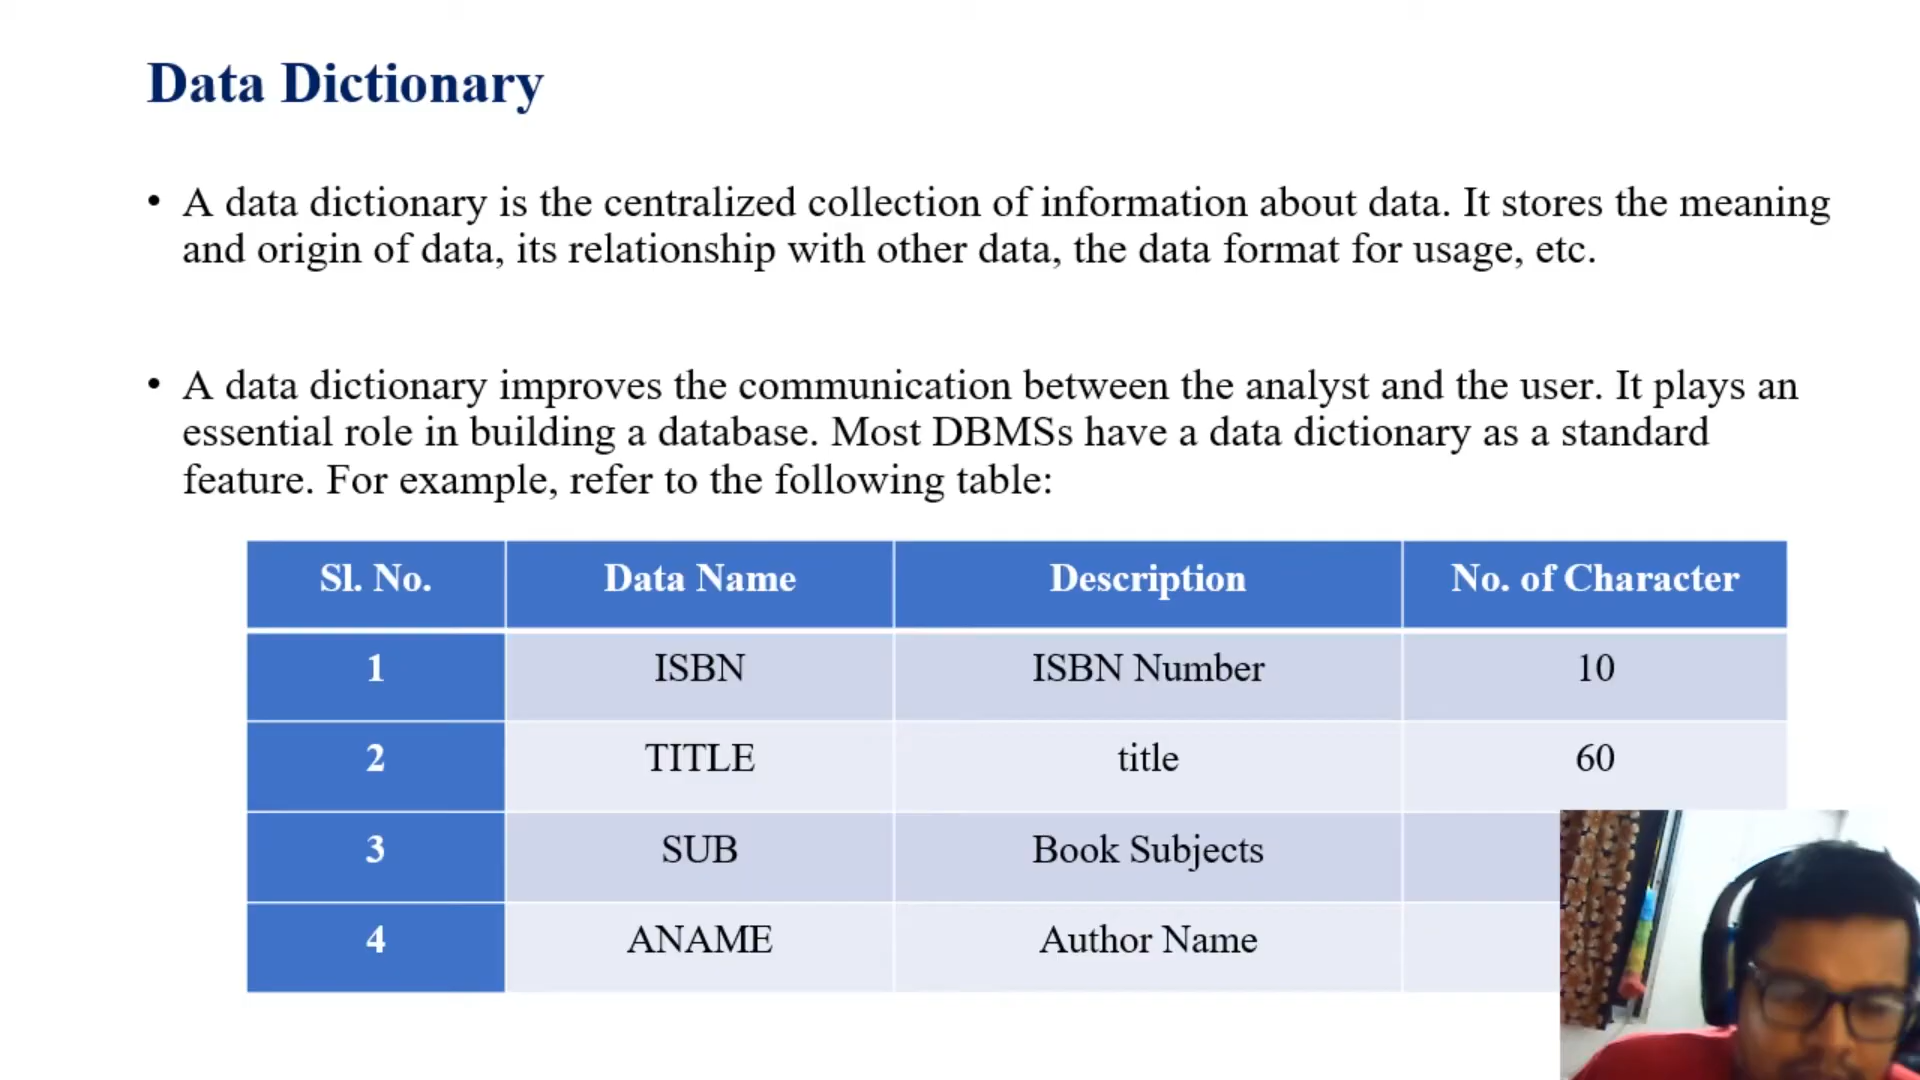 Data Dictionary
• A data dictionary is the centralized collection of information about data. It stores the meaning
and origin of data, its relationship with other data, the data format for usage, etc.
• A data dictionary improves the communication between the analyst and the user. It plays an
essential role in building a database. Most DBMSs have a data dictionary as a standard
feature. For example, refer to the following table:
Sl. No. Data Name Description No. of Character
1 ISBN ISBN Number 10
2 TITLE title 60
3 SUB Book Subjects
4 ANAME Author Name